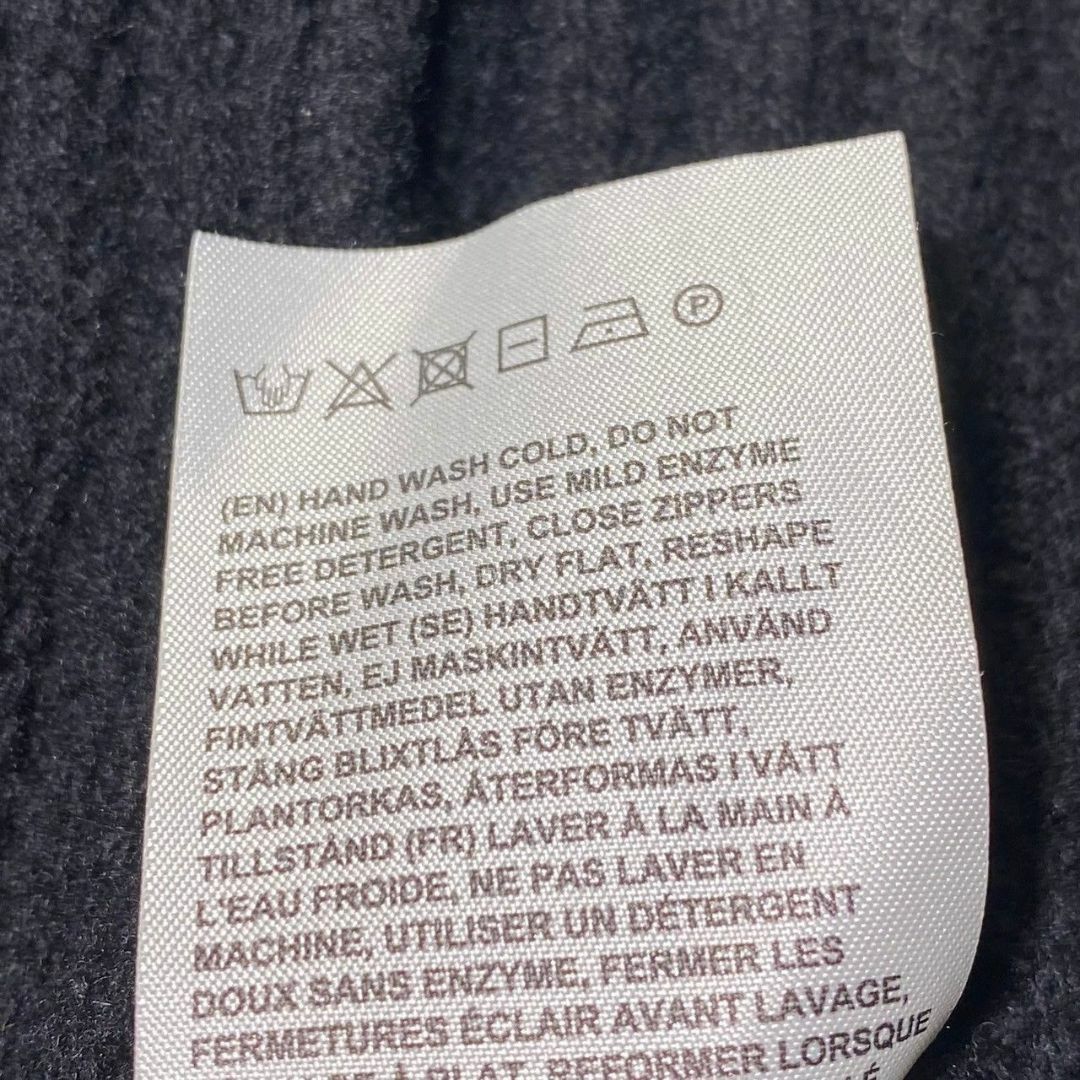 P
(EN) HAND WASH COLD, DO NOT
MACHINE WASH, USE MILD ENZYME
FREE DETERGENT, CLOSE ZIPPERS
BEFORE WASH, DRY FLAT, RESHAPE
WHILE WET (SE) HANDTVÄTT I KALLT
VATTEN, EJ MASKINTVÄTT, ANVÄND
FINTVÄTTMEDEL UTAN ENZYMER,
STÄNG BLIXTLÅS FÖRE TVÄTT,
PLANTORKAS, ÅTERFORMAS I VÅTT
TILLSTÅND (FR) LAVER À LA MAIN À
L'EAU FROIDE, NE PAS LAVER EN
MACHINE, UTILISER UN DÉTERGENT
DOUX SANS ENZYME, FERMER LES
FERMETURES ÉCLAIR AVANT LAVAGE,
À PLAT, REFORMER LORSQUE